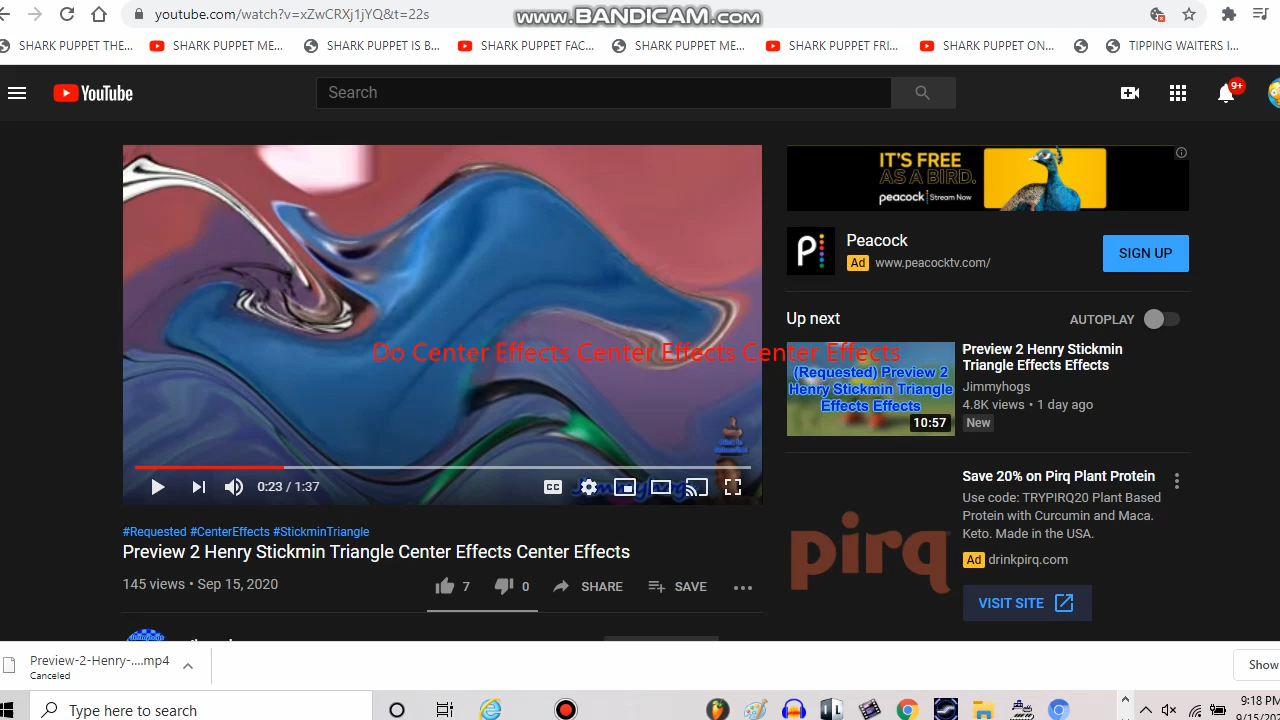 youtube.com/watch?v=xZwCRXj1jYQ&t=22s
www.BANDICAM.com
SHARK PUPPET THE...
SHARK PUPPET ME...
SHARK PUPPET IS B...
SHARK PUPPET FAC...
SHARK PUPPET ME...
SHARK PUPPET FRI...
SHARK PUPPET ON...
TIPPING WAITERS I...
YouTube
Search
9+
IT'S FREE
AS A BIRD.
peacock Stream Now
Peacock
Ad www.peacocktv.com/
SIGN UP
Up next
AUTOPLAY
Do Center Effects Center Effects Center Effects
(Requested) Preview 2
Henry Stickmin Triangle
Effects Effects
10:57
Preview 2 Henry Stickmin
Triangle Effects Effects
Jimmyhogs
4.8K views • 1 day ago
New
0:23 / 1:37
CC
#Requested #CenterEffects #StickminTriangle
Preview 2 Henry Stickmin Triangle Center Effects Center Effects
145 views • Sep 15, 2020
7
0
SHARE
SAVE
pirq
Save 20% on Pirq Plant Protein
Use code: TRYPIRQ20 Plant Based
Protein with Curcumin and Maca.
Keto. Made in the USA.
Ad drinkpirq.com
VISIT SITE
Preview-2-Henry-....mp4
Canceled
Show
Type here to search
9:18 PM